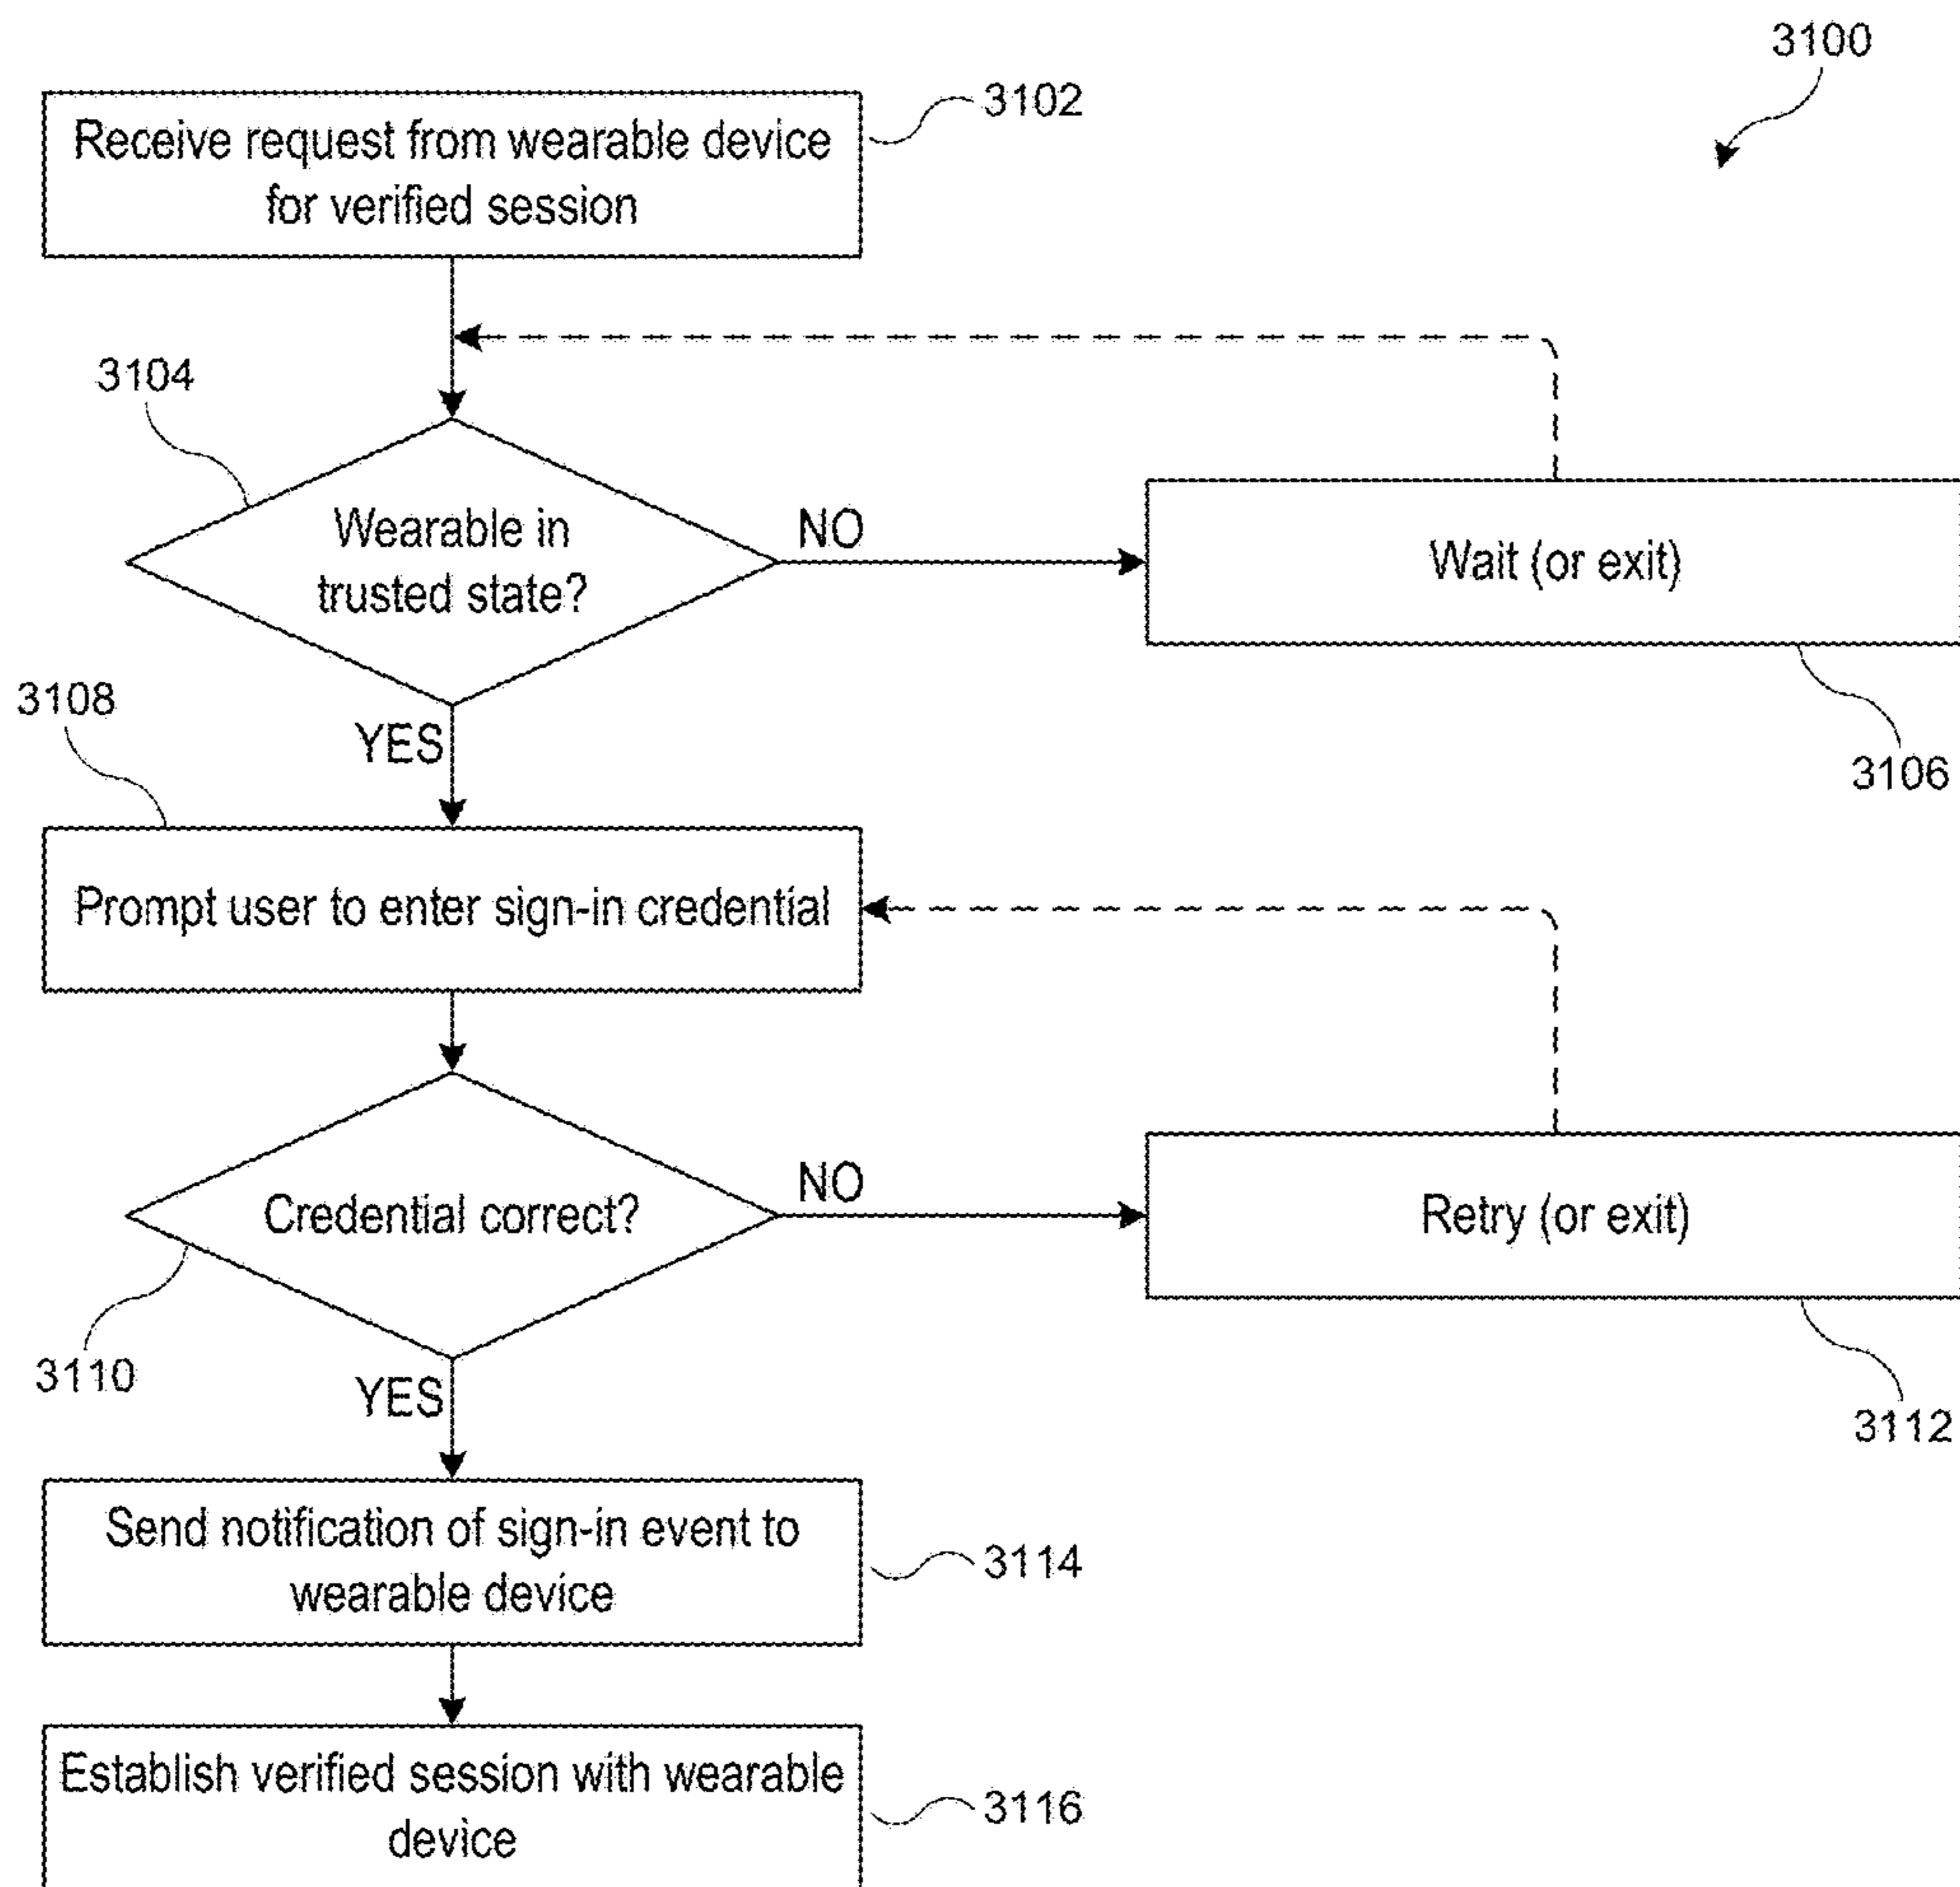 3100
3102
Receive request from wearable device
for verified session
3104
Wearable in
trusted state?
NO
Wait (or exit)
3106
YES
3108
Prompt user to enter sign-in credential
Credential correct?
NO
Retry (or exit)
3110
3112
YES
Send notification of sign-in event to
wearable device
3114
Establish verified session with wearable
device
3116